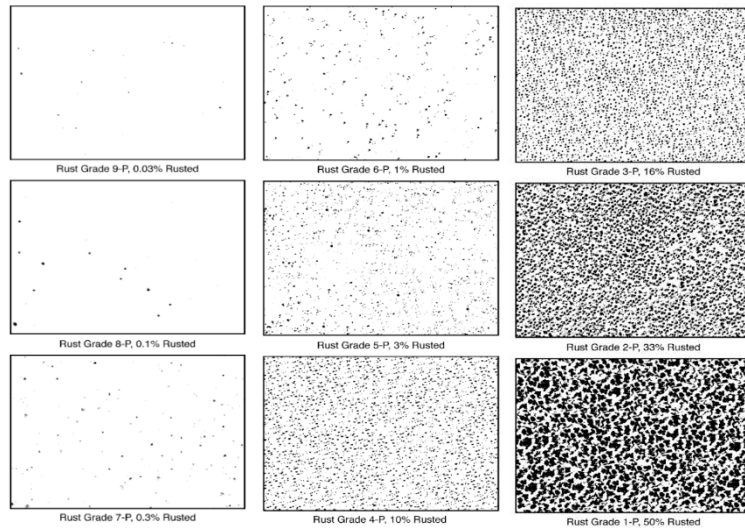 Rust Grade 9-P, 0.03% Rusted
Rust Grade 6-P, 1% Rusted
Rust Grade 3-P, 16% Rusted
Rust Grade 8-P, 0.1% Rusted
Rust Grade 5-P, 3% Rusted
Rust Grade 2-P, 33% Rusted
Rust Grade 7-P, 0.3% Rusted
Rust Grade 4-P, 10% Rusted
Rust Grade 1-P, 50% Rusted